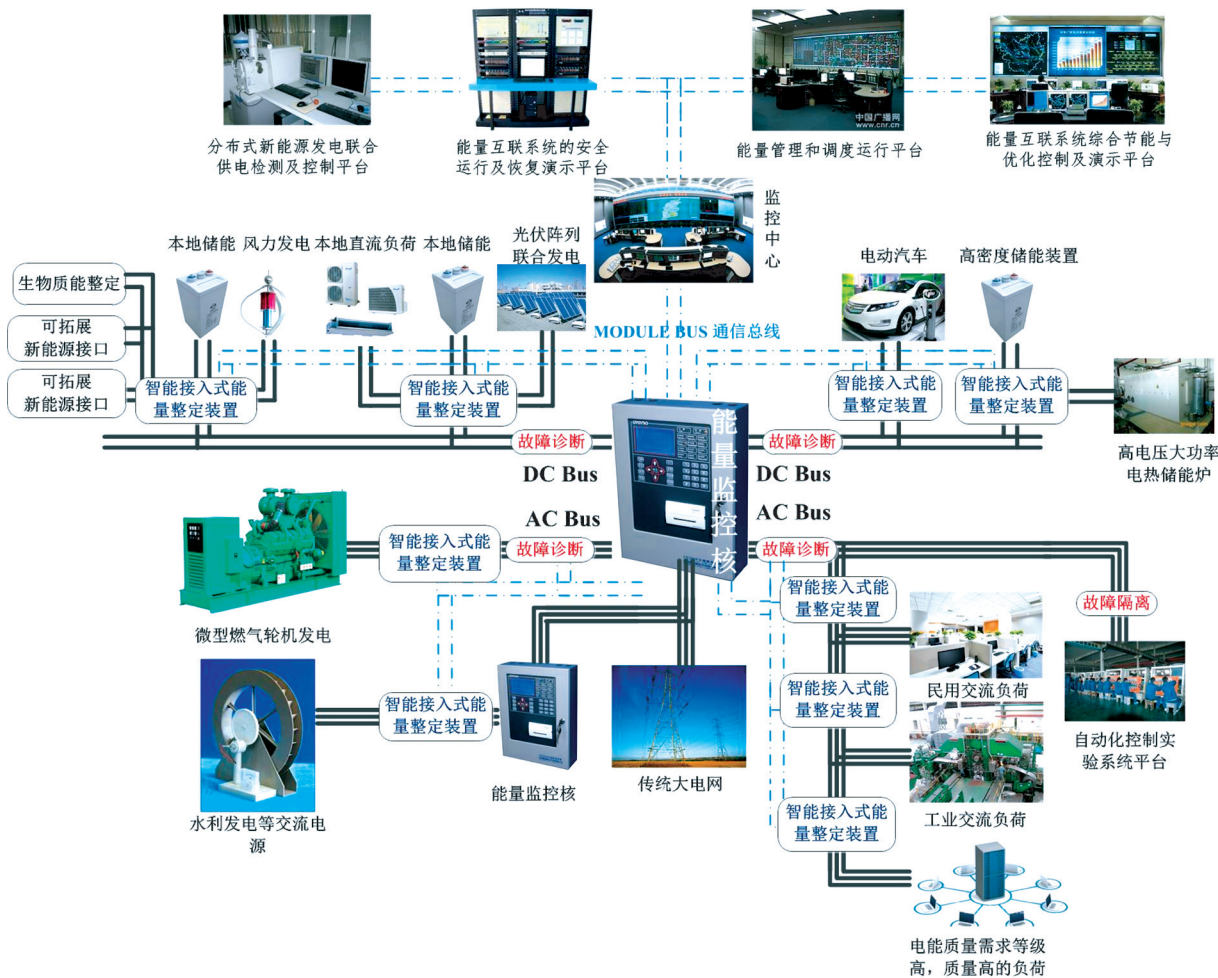 中国广播网
www.cnr.cn
分布式新能源发电联合
供电检测及控制平台
能量互联系统的安全
运行及恢复演示平台
能量管理和调度运行平台
能量互联系统综合节能与
优化控制及演示平台
监控中心
本地储能
风力发电
本地直流负荷
本地储能
光伏阵列
联合发电
电动汽车
高密度储能装置
生物质能整定
可拓展
新能源接口
可拓展
新能源接口
MODULE BUS 通信总线
智能接入式能
量整定装置
智能接入式能
量整定装置
智能接入式能
量整定装置
智能接入式能
量整定装置
高电压大功率
电热储能炉
故障诊断
故障诊断
DC Bus
DC Bus
能量监控核
AC Bus
AC Bus
智能接入式能
量整定装置
故障诊断
故障诊断
微型燃气轮机发电
智能接入式能
量整定装置
故障隔离
民用交流负荷
智能接入式能
量整定装置
智能接入式能
量整定装置
自动化控制实
验系统平台
水利发电等交流电
源
能量监控核
传统大电网
工业交流负荷
智能接入式能
量整定装置
电能质量需求等级
高，质量高的负荷